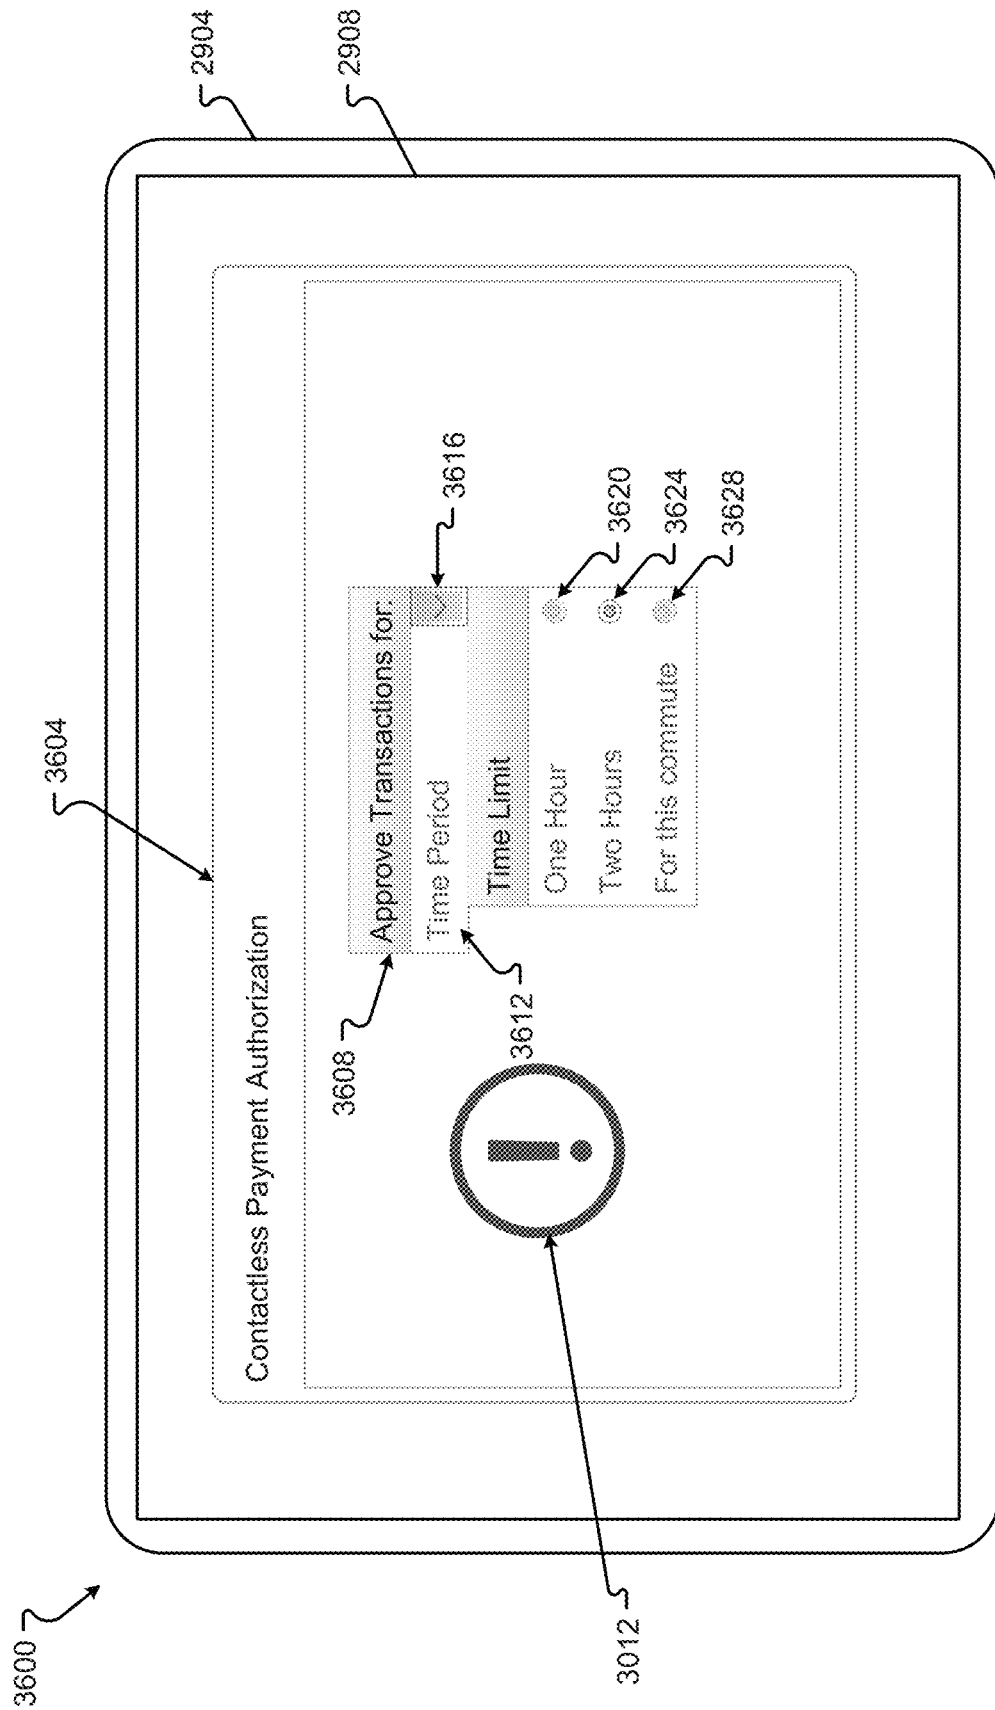 3600
2904
2908
3604
Contactless Payment Authorization
3608
Approve Transactions for:
Time Period
3616
3612
Time Limit
One Hour
3620
Two Hours
3624
For this commute
3628
3012